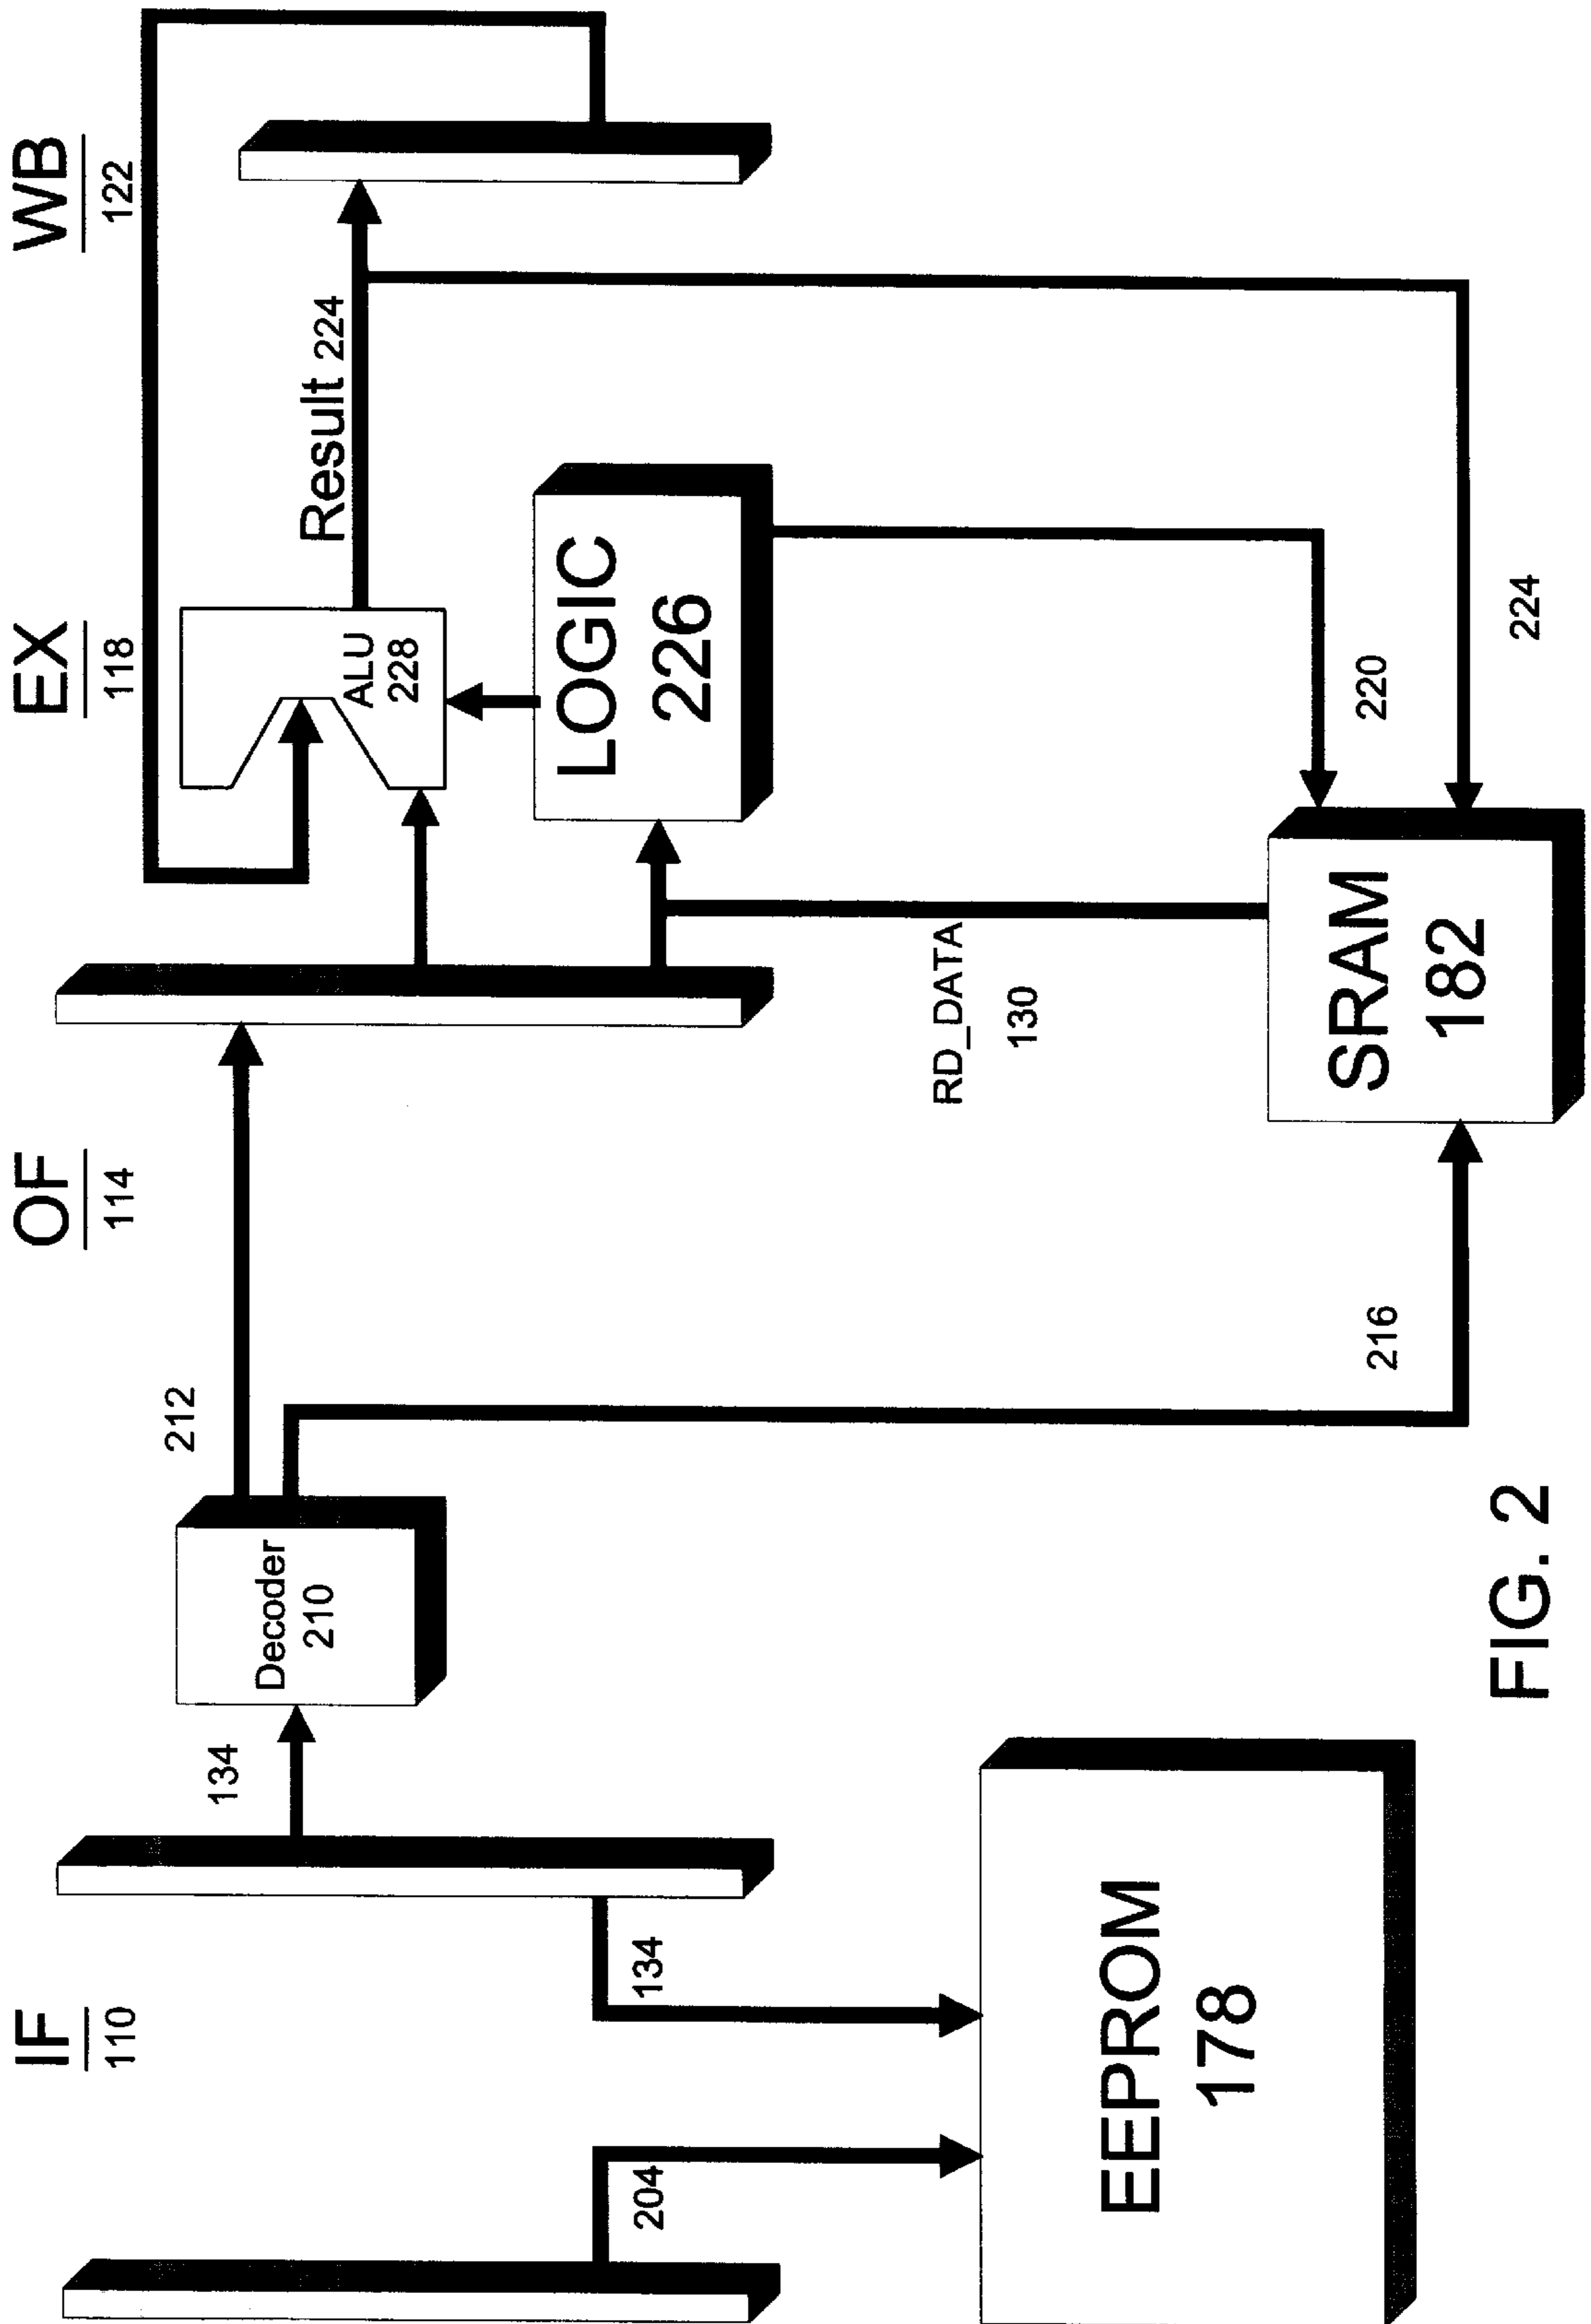 IF
110
OF
114
EX
118
WB
122
134
Decoder
210
212
ALU
228
Result 224
LOGIC
226
204
134
EEPROM
178
RD_DATA
130
216
SRAM
182
220
224
FIG. 2